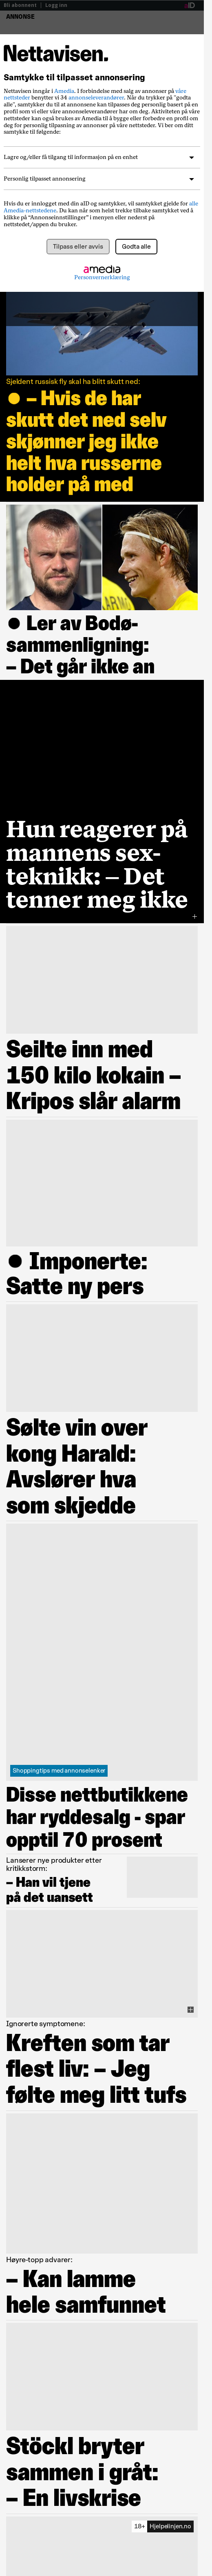 Bli abonnent
Logg inn
aID
ANNONSE
Nettavisen.
Samtykke til tilpasset annonsering
Nettavisen inngår i Amedia. I forbindelse med salg av annonser på våre
nettsteder benytter vi 34 annonseleverandører. Når du trykker på "godta
alle", samtykker du til at annonser kan tilpasses deg personlig basert på en
profil som vi eller våre annonseleverandører har om deg. Aktivitet på våre
nettsteder kan også brukes av Amedia til å bygge eller forbedre en profil om
deg for personlig tilpasning av annonser på våre nettsteder. Vi ber om ditt
samtykke til følgende:
Lagre og/eller få tilgang til informasjon på en enhet
Personlig tilpasset annonsering
Hvis du er innlogget med din aID og samtykker, vil samtykket gjelde for alle
Amedia-nettstedene. Du kan når som helst trekke tilbake samtykket ved å
klikke på “Annonseinnstillinger” i menyen eller nederst på
nettstedet/appen du bruker.
Tilpass eller avvis
Godta alle
amedia
Personvernerklæring
Sjeldent russisk fly skal ha blitt skutt ned:
● – Hvis de har
skutt det ned selv
skjønner jeg ikke
helt hva russerne
holder på med
● Ler av Bodø-
sammenligning:
– Det går ikke an
Hun reagerer på
mannens sex-
teknikk: – Det
tenner meg ikke
Seilte inn med
150 kilo kokain –
Kripos slår alarm
● Imponerte:
Satte ny pers
Sølte vin over
kong Harald:
Avslører hva
som skjedde
Shoppingtips med annonselenker
Disse nettbutikkene
har ryddesalg - spar
opptil 70 prosent
Lanserer nye produkter etter
kritikkstorm:
– Han vil tjene
på det uansett
Ignorerte symptomene:
Kreften som tar
flest liv: – Jeg
følte meg litt tufs
Høyre-topp advarer:
– Kan lamme
hele samfunnet
Stöckl bryter
sammen i gråt:
– En livskrise
18+ Hjelpelinjen.no